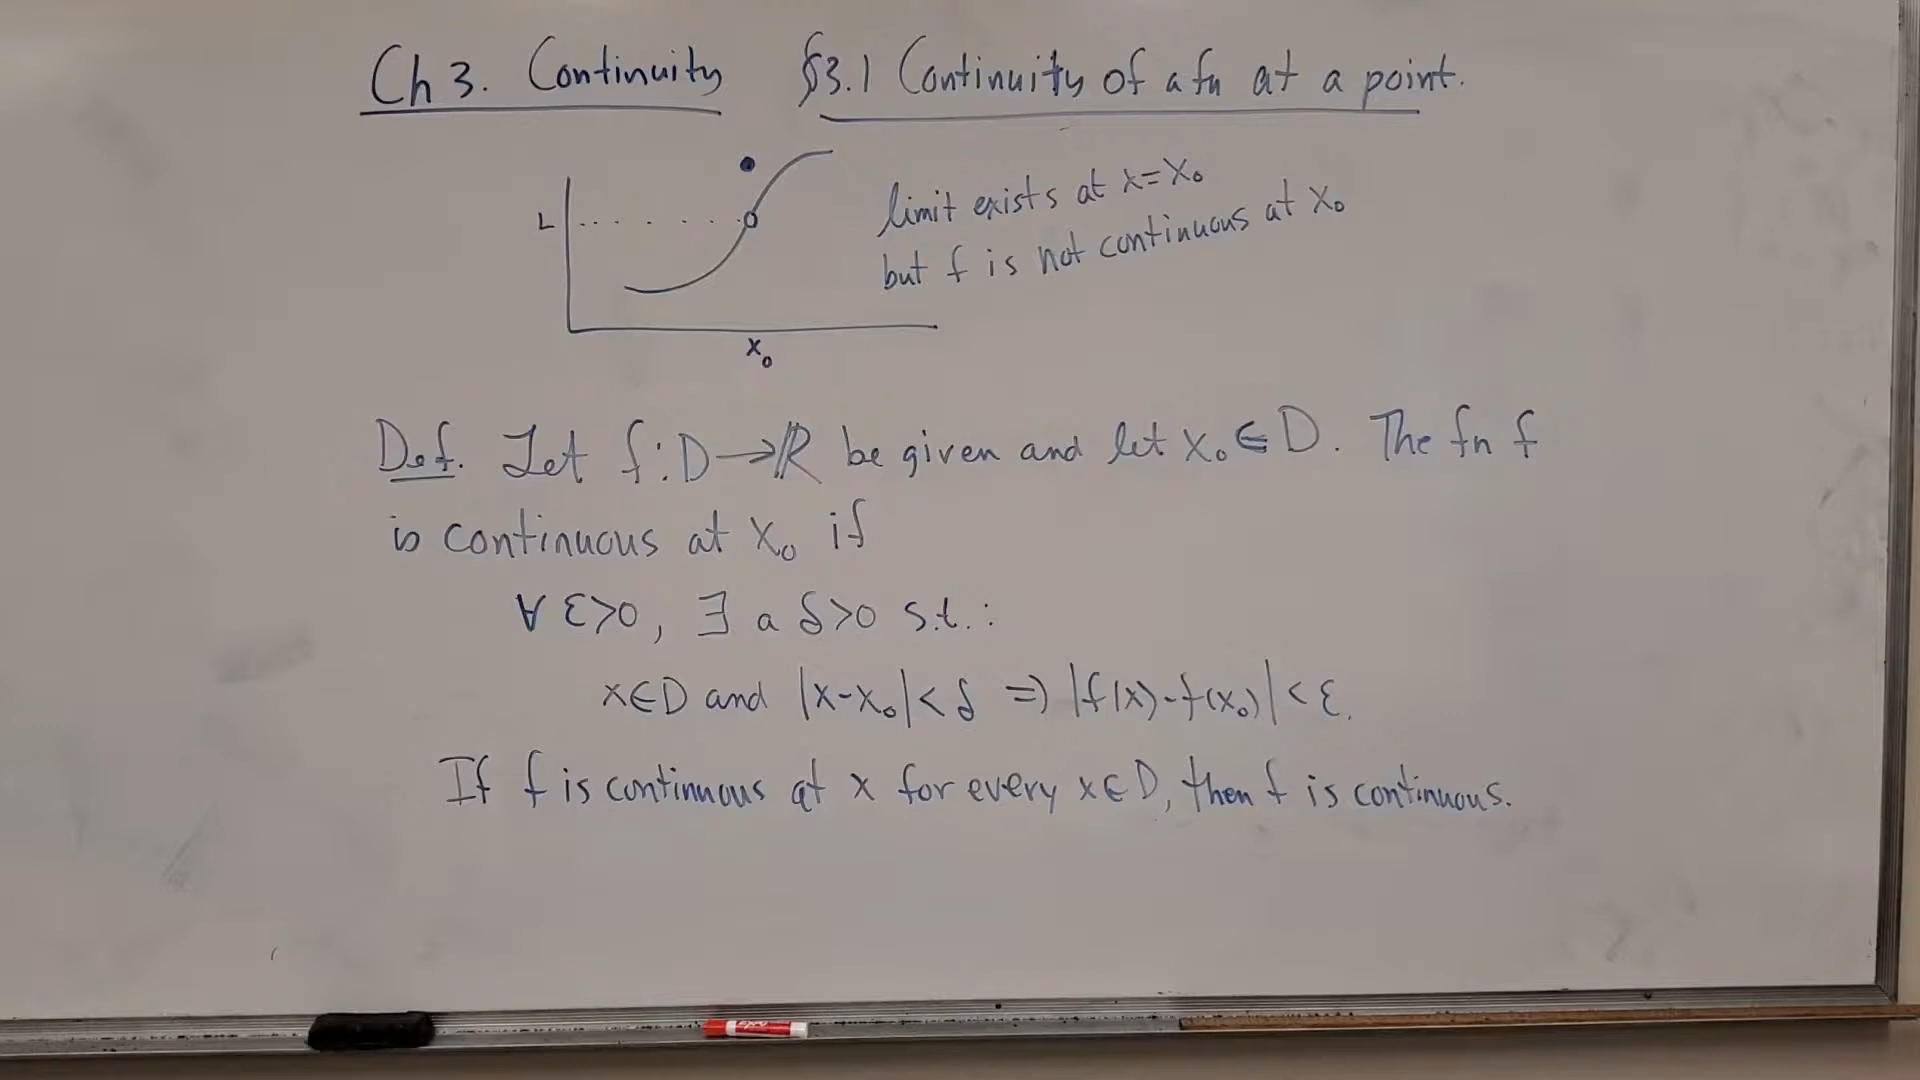 Ch 3. Continuity §3.1 Continuity of a fn at a point.
limit exists at x=x₀
but f is not continuous at x₀
L
x₀
Def. Let f:D→ℝ be given and let x₀∈D. The fn f
is continuous at x₀ if
∀ ε>0, ∃ a δ>0 s.t.:
x∈D and |x-x₀|<δ ⇒ |f(x)-f(x₀)|<ε.
If f is continuous at x for every x∈D, then f is continuous.
EXPO